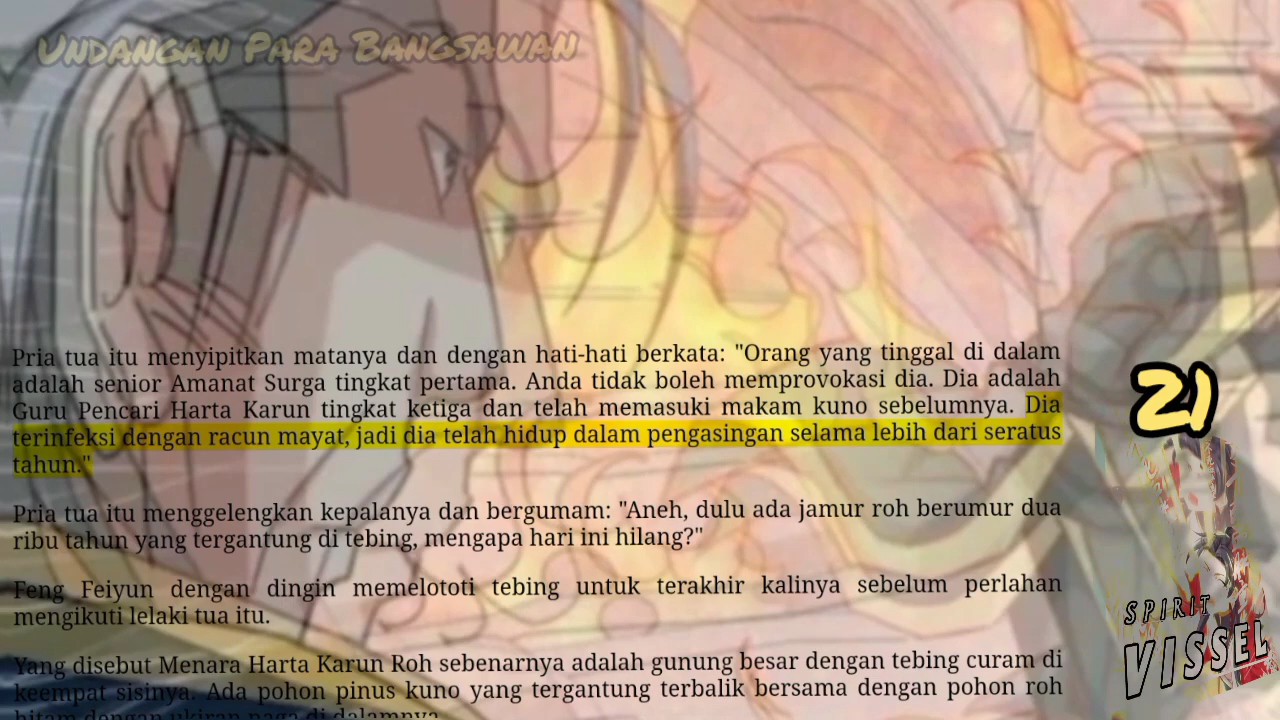 Undangan Para Bangsawan
Pria tua itu menyipitkan matanya dan dengan hati-hati berkata: "Orang yang tinggal di dalam
adalah senior Amanat Surga tingkat pertama. Anda tidak boleh memprovokasi dia. Dia adalah
Guru Pencari Harta Karun tingkat ketiga dan telah memasuki makam kuno sebelumnya. Dia
terinfeksi dengan racun mayat, jadi dia telah hidup dalam pengasingan selama lebih dari seratus
tahun."
Pria tua itu menggelengkan kepalanya dan bergumam: "Aneh, dulu ada jamur roh berumur dua
ribu tahun yang tergantung di tebing, mengapa hari ini hilang?"
Feng Feiyun dengan dingin memelototi tebing untuk terakhir kalinya sebelum perlahan
mengikuti lelaki tua itu.
Yang disebut Menara Harta Karun Roh sebenarnya adalah gunung besar dengan tebing curam di
keempat sisinya. Ada pohon pinus kuno yang tergantung terbalik bersama dengan pohon roh
hitam dengan ukiran naga di dalamnya.
21
SPIRIT
VISSEL